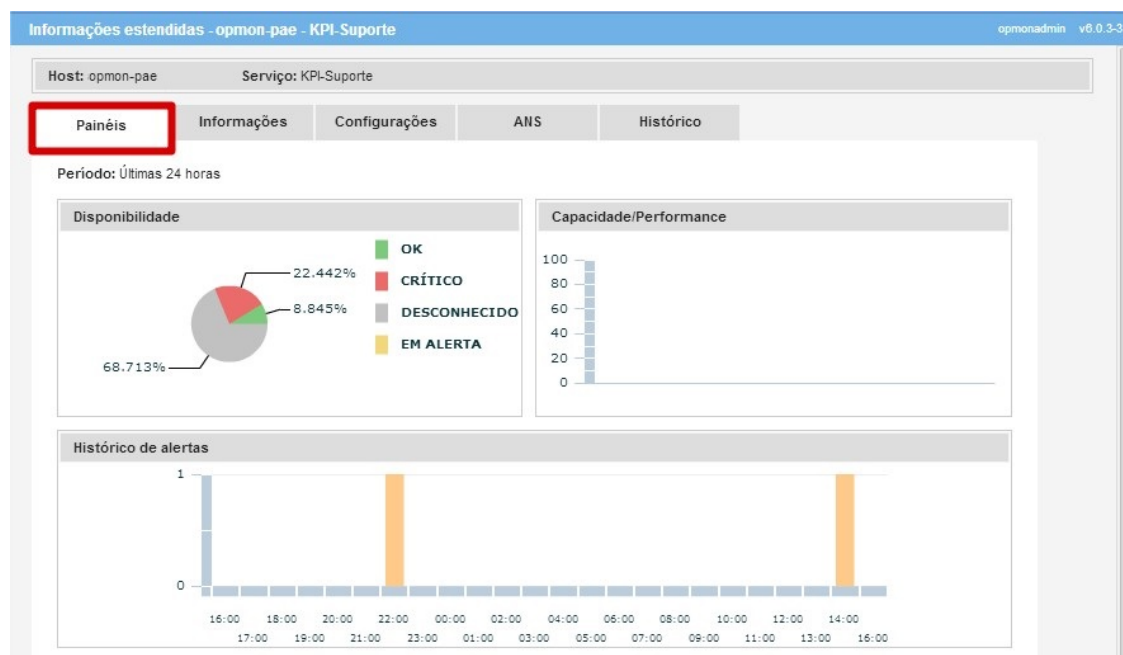 Informações estendidas - opmon-pae - KPI-Suporte
opmonadmin v6.0.3-3
Host: opmon-pae Serviço: KPI-Suporte
Painéis Informações Configurações ANS Histórico
Período: Últimas 24 horas
Disponibilidade
22.442%
8.845%
68.713%
OK
CRÍTICO
DESCONHECIDO
EM ALERTA
Capacidade/Performance
100
80
60
40
20
0
Histórico de alertas
1
0
16:00 18:00 20:00 22:00 00:00 02:00 04:00 06:00 08:00 10:00 12:00 14:00
17:00 19:00 21:00 23:00 01:00 03:00 05:00 07:00 09:00 11:00 13:00 16:00